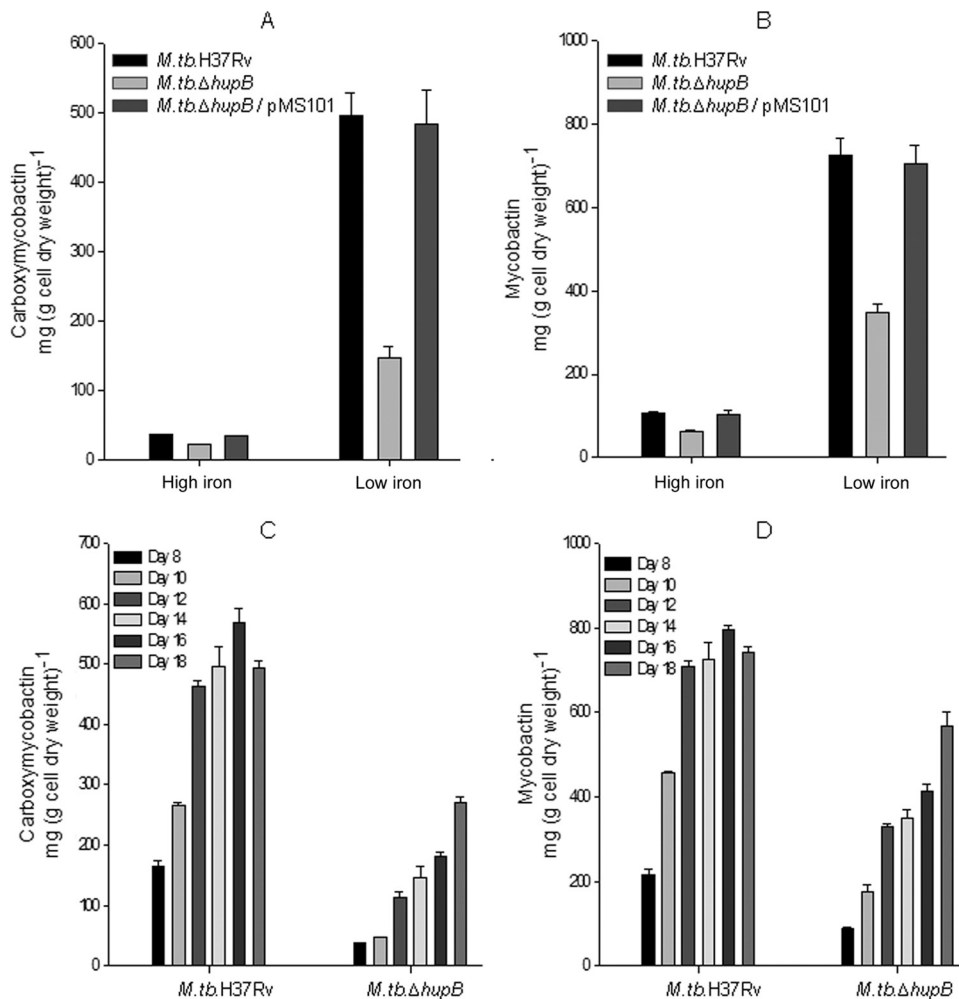 A
600
500
400
300
200
100
0
Carboxymycobactin
mg (g cell dry weight)⁻¹
M.tb.H37Rv
M.tb.ΔhupB
M.tb.ΔhupB / pMS101
High iron
Low iron
B
1000
800
600
400
200
0
Mycobactin
mg (g cell dry weight)⁻¹
M.tb.H37Rv
M.tb.ΔhupB
M.tb.ΔhupB / pMS101
High iron
Low iron
C
700
600
500
400
300
200
100
0
Carboxymycobactin
mg (g cell dry weight)⁻¹
Day 8
Day 10
Day 12
Day 14
Day 16
Day 18
M.tb.H37Rv
M.tb.ΔhupB
D
1000
800
600
400
200
0
Mycobactin
mg (g cell dry weight)⁻¹
Day 8
Day 10
Day 12
Day 14
Day 16
Day 18
M.tb.H37Rv
M.tb.ΔhupB